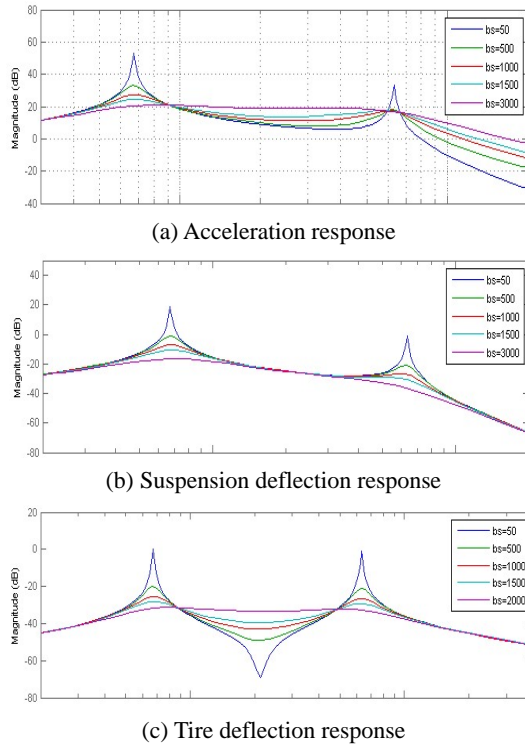 80
60
40
20
0
20
40
Magnitude (dB)
bs=50
bs=500
bs=1000
bs=1500
bs=3000
(a) Acceleration response
40
20
0
-20
-40
-60
-80
Magnitude (dB)
bs=50
bs=500
bs=1000
bs=1500
bs=3000
(b) Suspension deflection response
20
0
-20
-40
-60
-80
Magnitude (dB)
bs=50
bs=500
bs=1000
bs=1500
bs=2000
(c) Tire deflection response